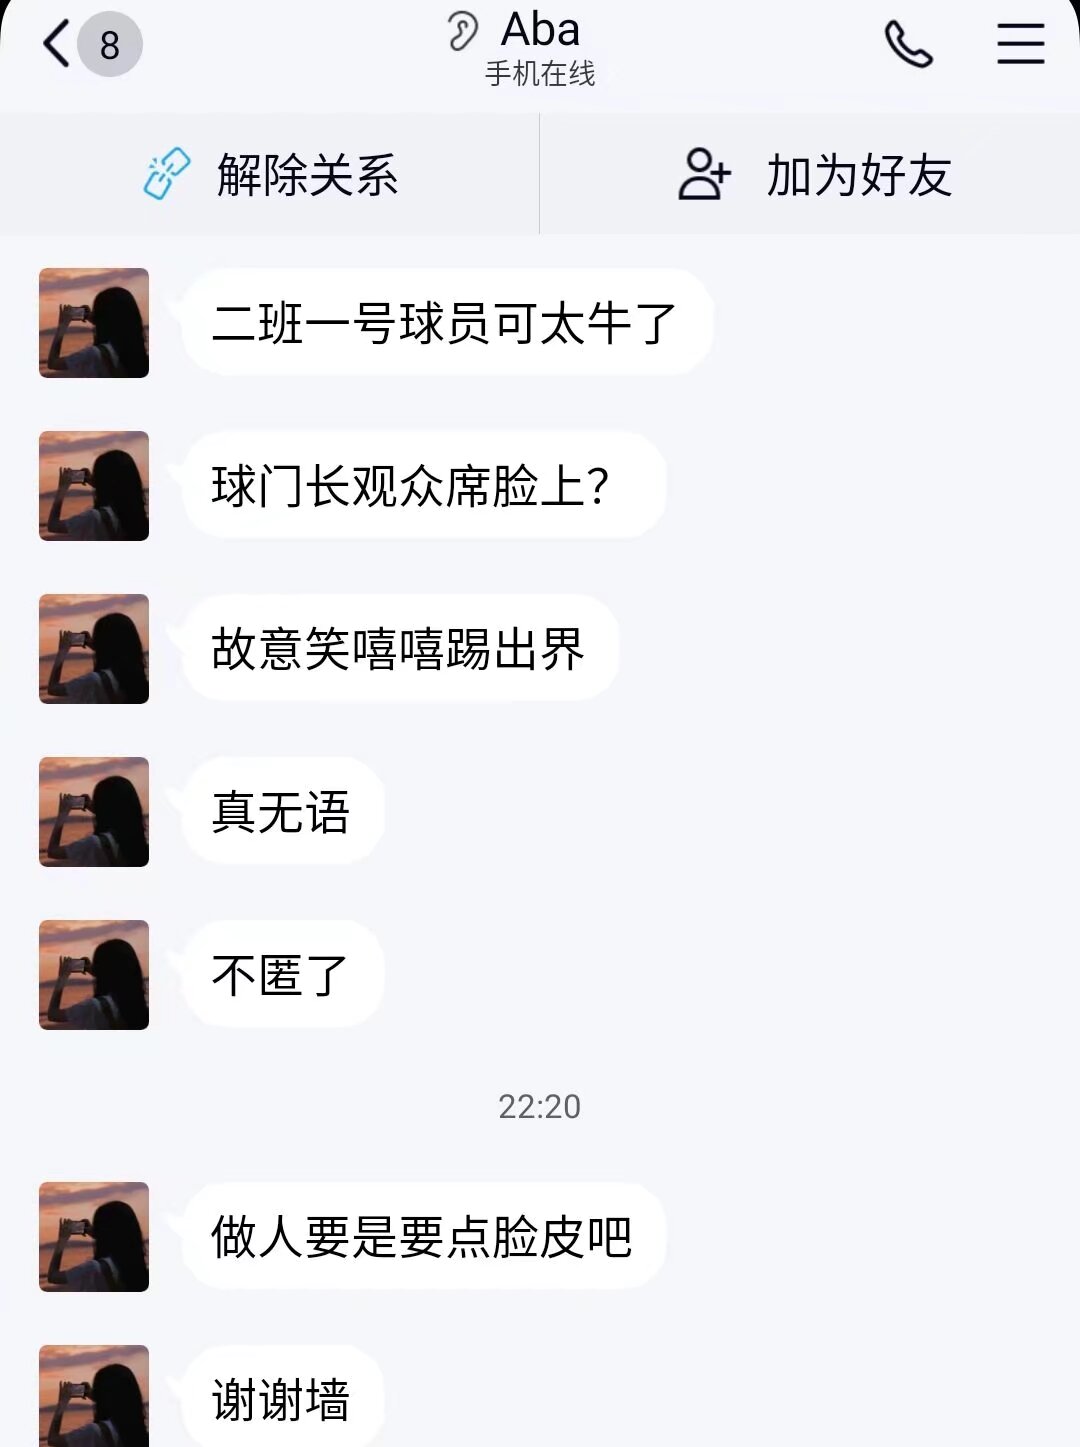 8
Aba
手机在线
解除关系
加为好友
二班一号球员可太牛了
球门长观众席脸上？
故意笑嘻嘻踢出界
真无语
不匿了
22:20
做人要是要点脸皮吧
谢谢墙